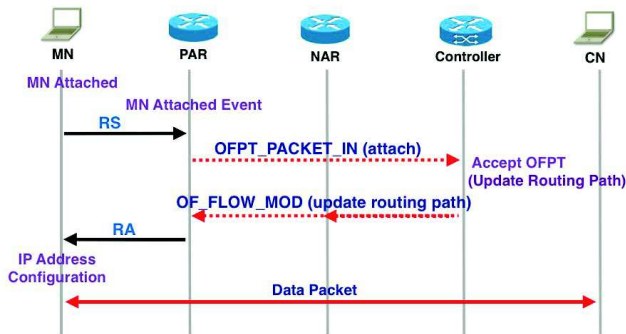 MN
PAR
NAR
Controller
CN
MN Attached
MN Attached Event
RS
OFPT_PACKET_IN (attach)
Accept OFPT
(Update Routing Path)
OF_FLOW_MOD (update routing path)
RA
IP Address
Configuration
Data Packet